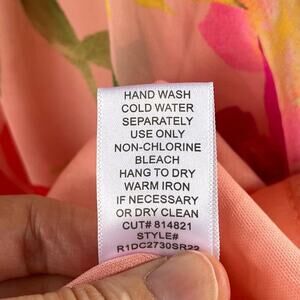 HAND WASH
COLD WATER
SEPARATELY
USE ONLY
NON-CHLORINE
BLEACH
HANG TO DRY
WARM IRON
IF NECESSARY
OR DRY CLEAN
CUT# 814821
STYLE#
R1DC2730SR22